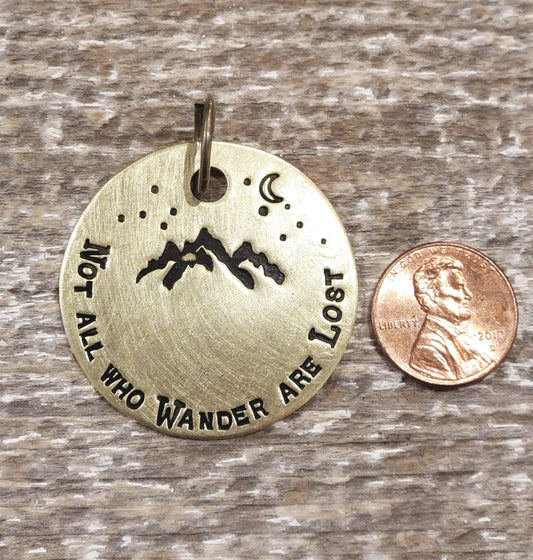 NOT ALL WHO WANDER ARE LOST
LIBERTY